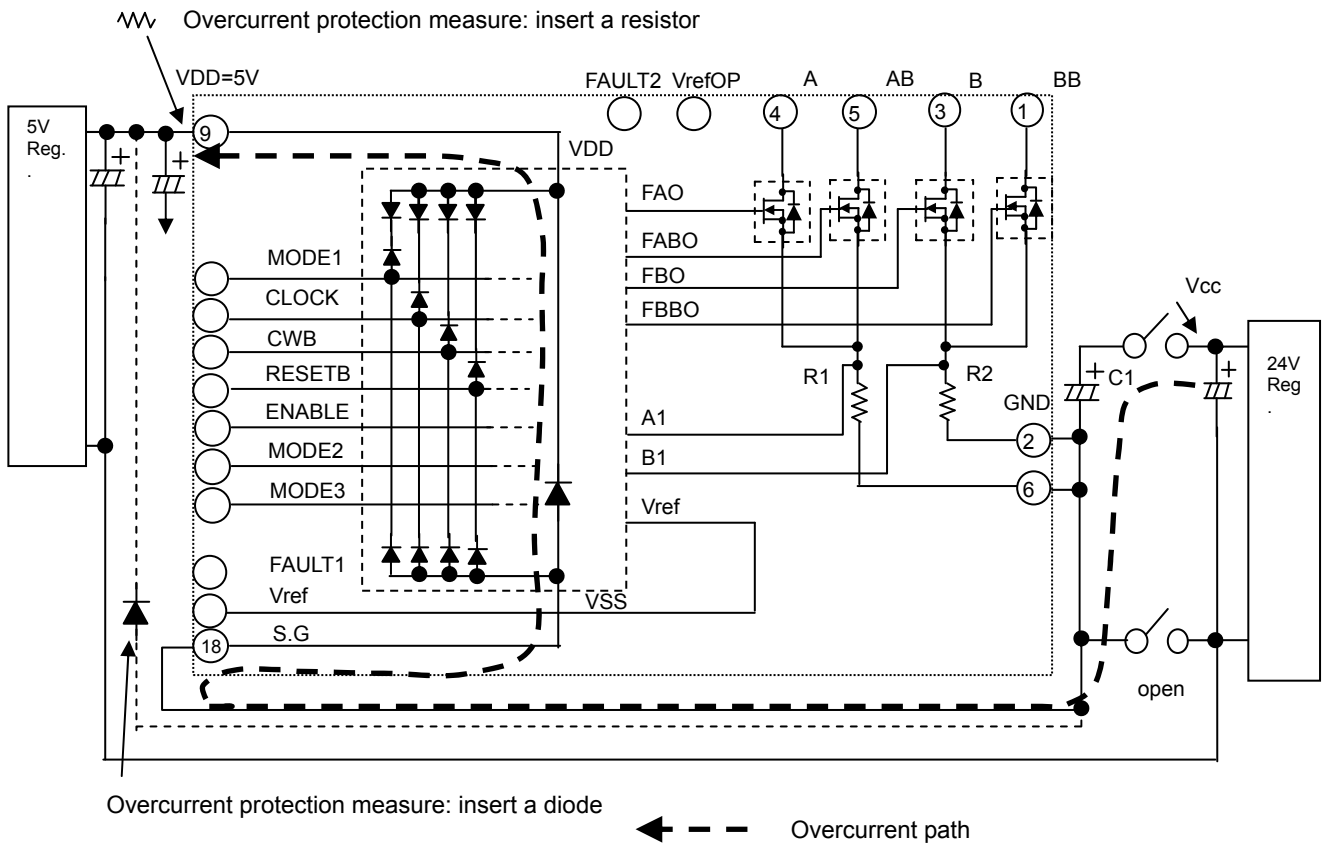 Overcurrent protection measure: insert a resistor
VDD=5V
FAULT2 VrefOP A AB B BB
5V
Reg.
.
9
4
5
3
1
VDD
FAO
FABO
FBO
FBBO
MODE1
CLOCK
CWB
RESETB
ENABLE
MODE2
MODE3
FAULT1
Vref
S.G
18
VSS
A1
B1
Vref
R1
R2
GND
2
6
+
+
+
+
C1
Vcc
24V
Reg
.
open
Overcurrent protection measure: insert a diode
Overcurrent path